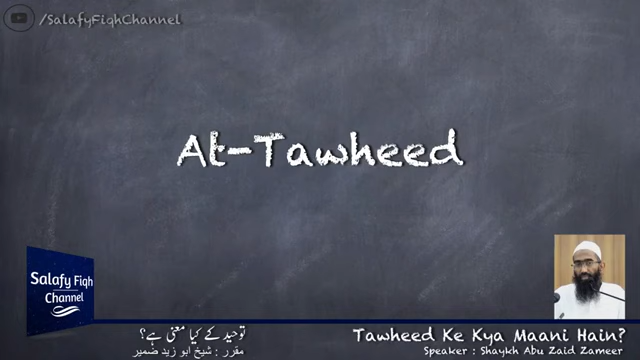 /SalafyFiqhChannel
At-Tawheed
Salafy Fiqh
Channel
توحید کے کیا معنی ہے؟
مقرر : شیخ ابو زید ضمیر
Tawheed Ke Kya Maani Hain?
Speaker : Shaykh Abu Zaid Zameer